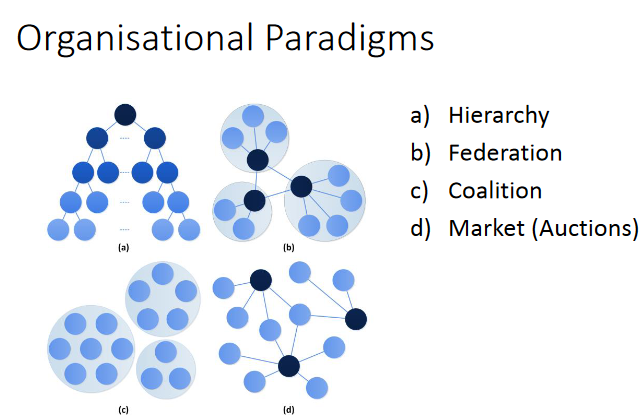 Organisational Paradigms
a) Hierarchy
b) Federation
c) Coalition
d) Market (Auctions)
(a)
(b)
(c)
(d)